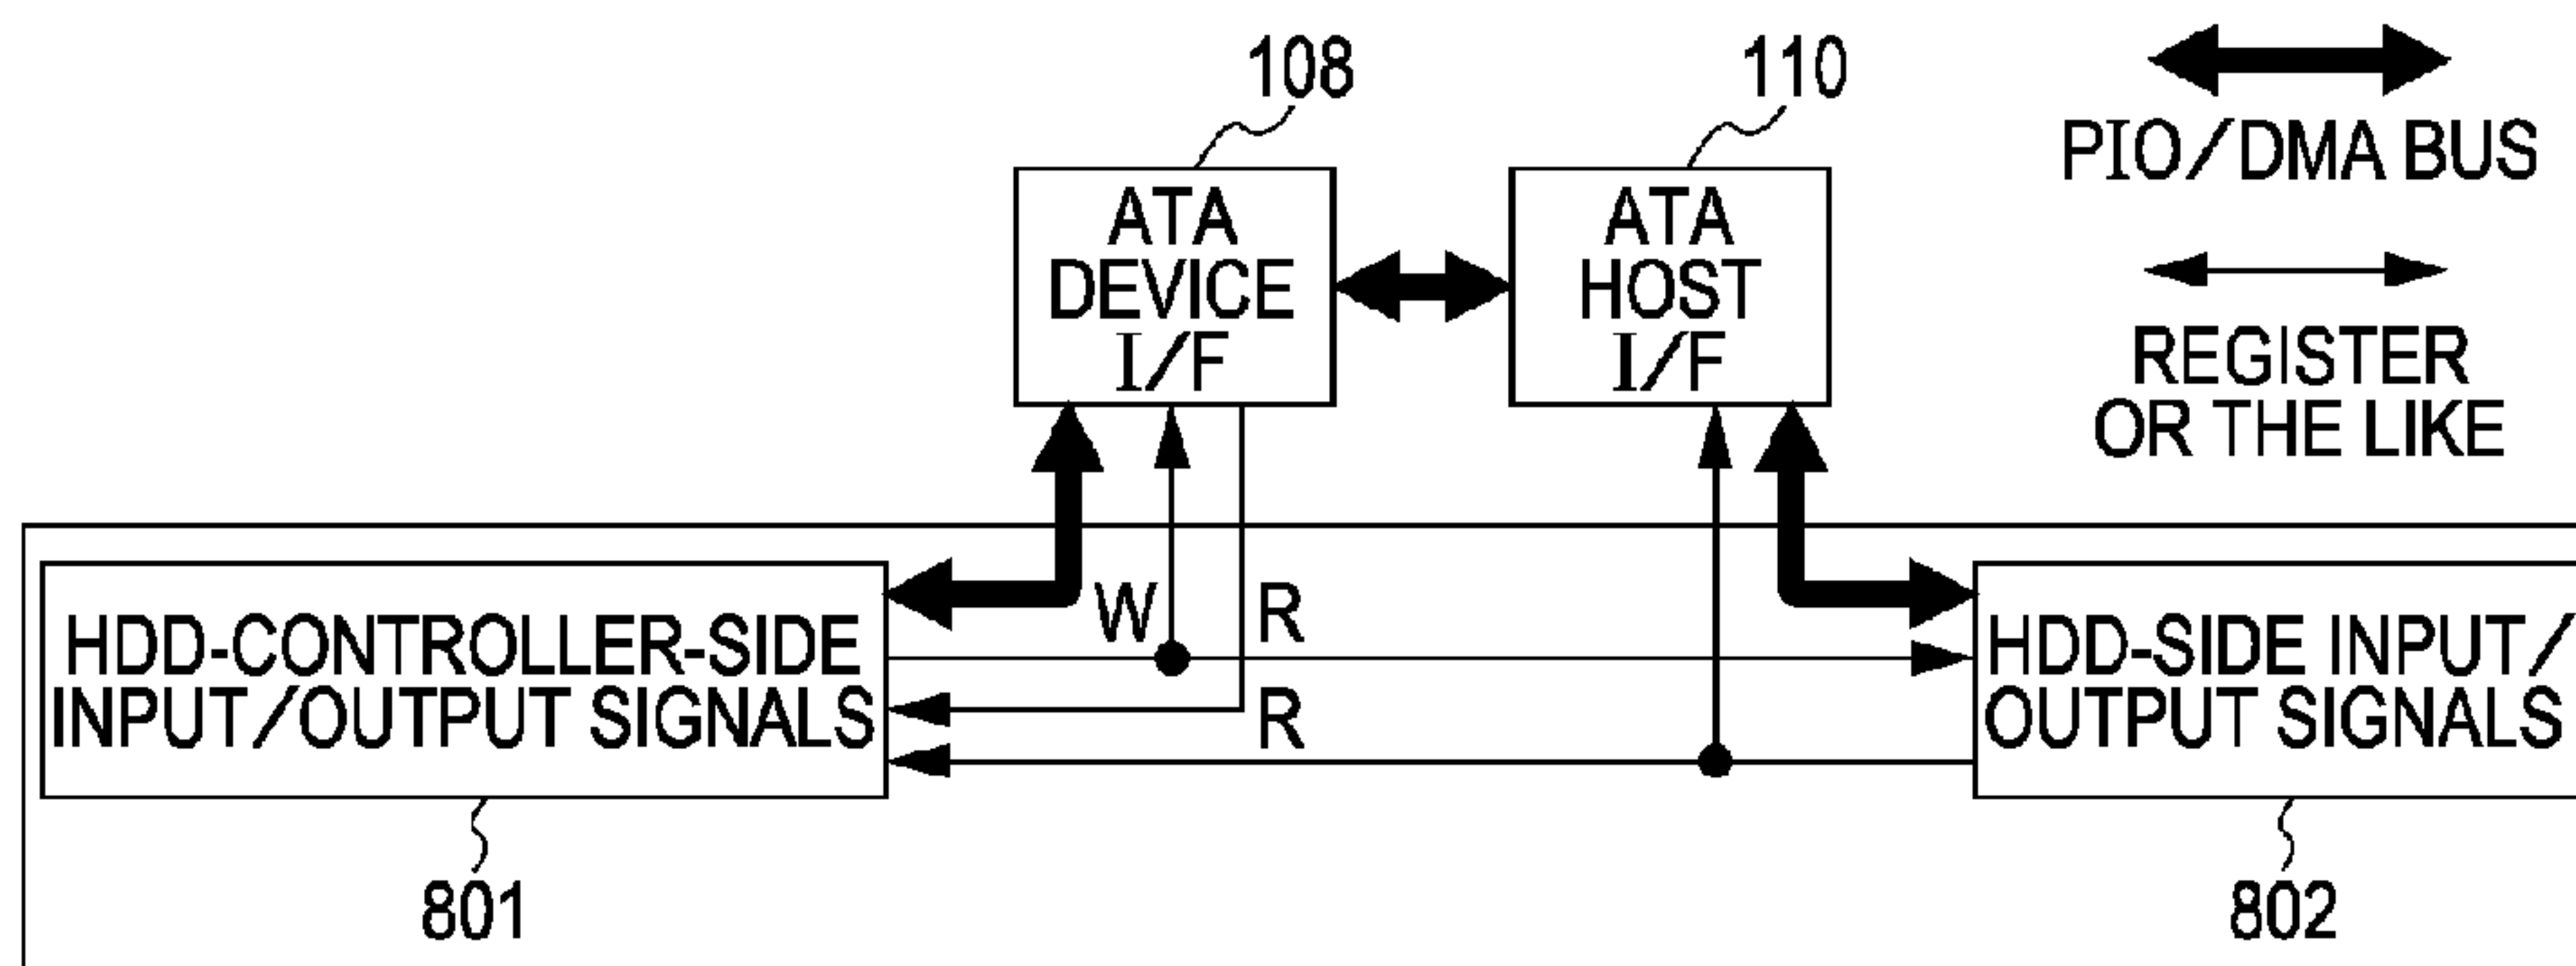 108
110
PIO/DMA BUS
ATA
DEVICE
I/F
ATA
HOST
I/F
REGISTER
OR THE LIKE
W
R
HDD-CONTROLLER-SIDE
INPUT/OUTPUT SIGNALS
R
HDD-SIDE INPUT/
OUTPUT SIGNALS
801
802